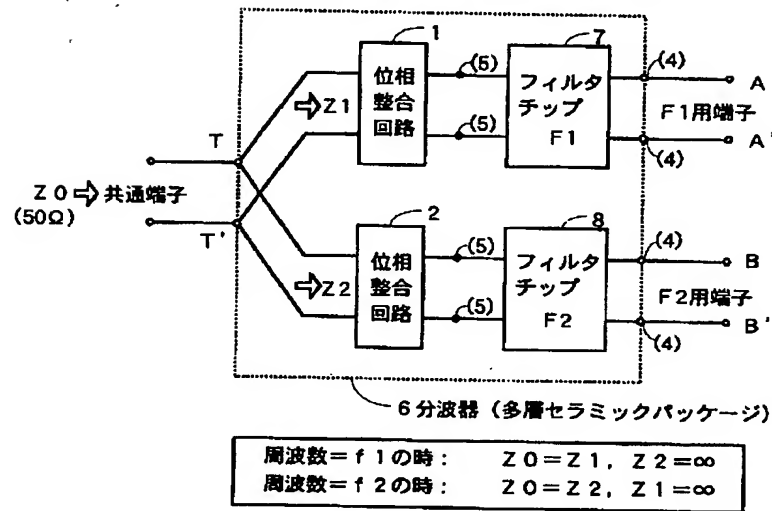 1
7
位相
整合
回路
(5)
(5)
フィルタ
チップ
F1
(4)
(4)
A
F1用端子
A'
⇨Z1
T
Z0⇨共通端子
(50Ω)
T'
2
8
位相
整合
回路
(5)
(5)
フィルタ
チップ
F2
(4)
(4)
B
F2用端子
B'
⇨Z2
6分波器(多層セラミックパッケージ)
周波数=f1の時: Z0=Z1, Z2=∞
周波数=f2の時: Z0=Z2, Z1=∞